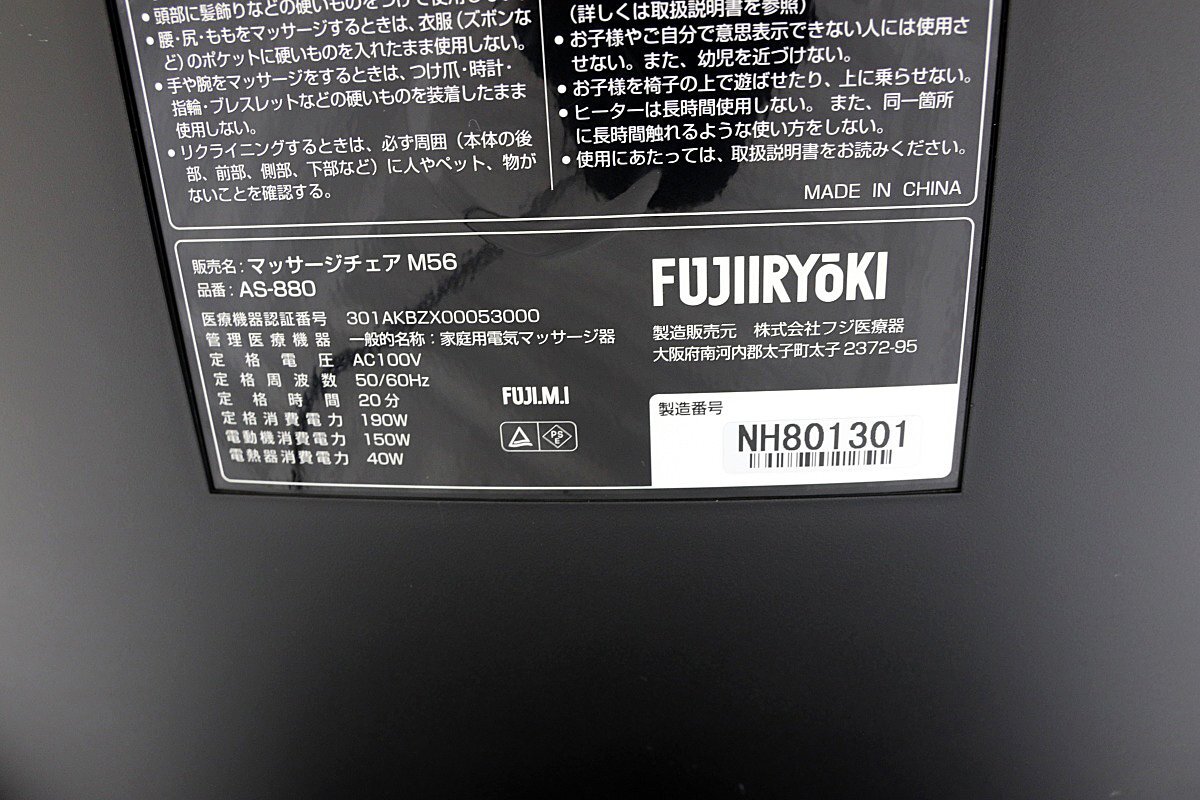 •頭部に髪飾りなどの硬いものをつけて使用し
•腰・尻・ももをマッサージするときは、衣服（ズボンな
ど）のポケットに硬いものを入れたまま使用しない。
•手や腕をマッサージをするときは、つけ爪・時計・
指輪・ブレスレットなどの硬いものを装着したまま
使用しない。
•リクライニングするときは、必ず周囲（本体の後
部、前部、側部、下部など）に人やペット、物が
ないことを確認する。
（詳しくは取扱説明書を参照）
•お子様やご自分で意思表示できない人には使用さ
せない。また、幼児を近づけない。
•お子様を椅子の上で遊ばせたり、上に乗らせない。
•ヒーターは長時間使用しない。また、同一箇所
に長時間触れるような使い方をしない。
•使用にあたっては、取扱説明書をお読みください。
MADE IN CHINA
販売名：マッサージチェア M56
品番：AS-880
医療機器認証番号 301AKBZX00053000
管理医療機器 一般的名称：家庭用電気マッサージ器
定格電圧 AC100V
定格周波数 50/60Hz
定格時間 20分
定格消費電力 190W
電動機消費電力 150W
電熱器消費電力 40W
FUJI.M.I
PS
E
FUJIIRYōKI
製造販売元 株式会社フジ医療器
大阪府南河内郡太子町太子2372-95
製造番号
NH801301